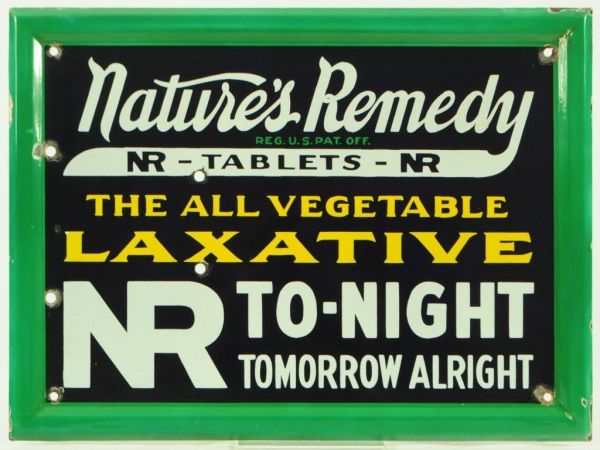 Nature's Remedy
REG. U.S. PAT. OFF.
NR - TABLETS - NR
THE ALL VEGETABLE
LAXATIVE
NR TO-NIGHT
TOMORROW ALRIGHT